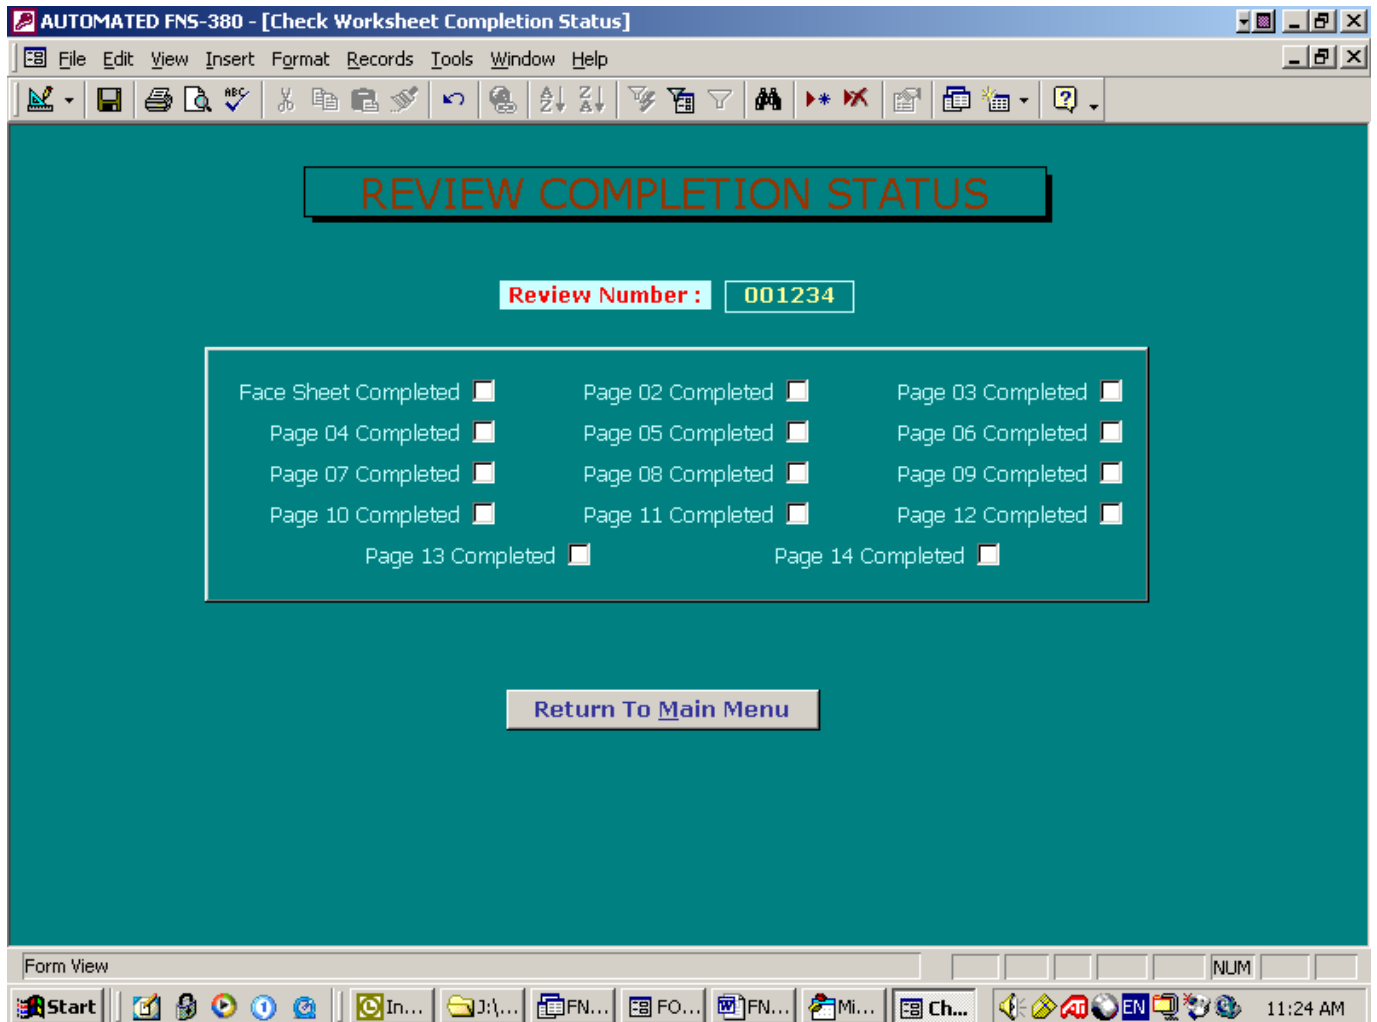 AUTOMATED FNS-380 - [Check Worksheet Completion Status]
File Edit View Insert Format Records Tools Window Help
REVIEW COMPLETION STATUS
Review Number : 001234
Face Sheet Completed Page 02 Completed Page 03 Completed
Page 04 Completed Page 05 Completed Page 06 Completed
Page 07 Completed Page 08 Completed Page 09 Completed
Page 10 Completed Page 11 Completed Page 12 Completed
Page 13 Completed Page 14 Completed
Return To Main Menu
Form View NUM
Start In... J:\,... FN... FO... FN... Mi... Ch... EN 11:24 AM